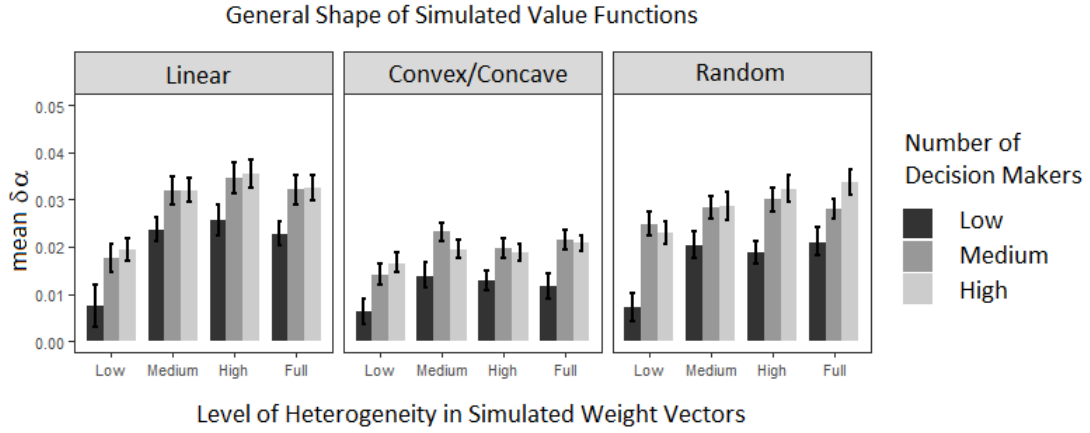 General Shape of Simulated Value Functions
Linear Convex/Concave Random
mean δα
0.05
0.04
0.03
0.02
0.01
0.00
Low Medium High Full Low Medium High Full Low Medium High Full
Level of Heterogeneity in Simulated Weight Vectors
Number of
Decision Makers
Low
Medium
High